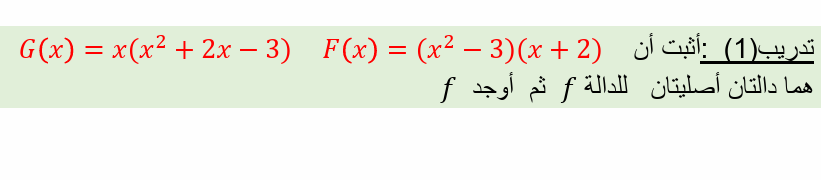 تدريب(1) :أثبت أن F(x) = (x² − 3)(x + 2) G(x) = x(x² + 2x − 3)
هما دالتان أصليتان للدالة f ثم أوجد f